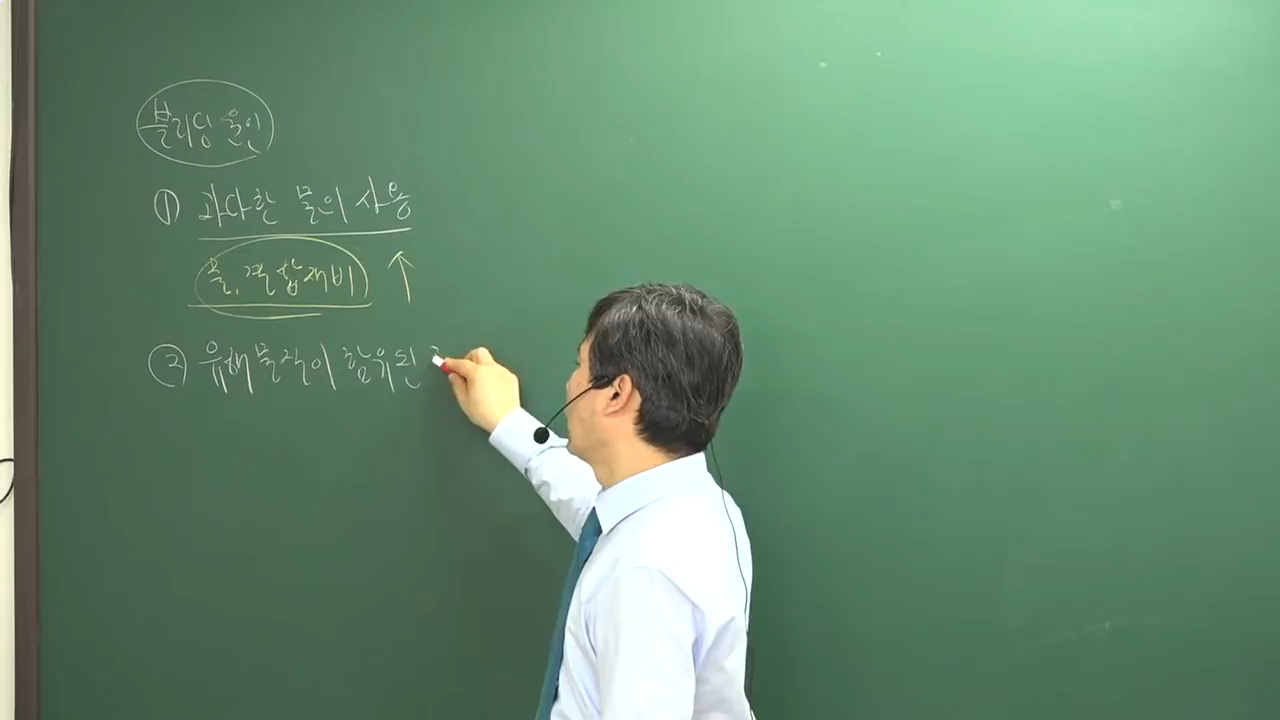 블리딩 원인
① 과다한 물의 사용
물.결합재비 ↑
② 유해물질이 함유된